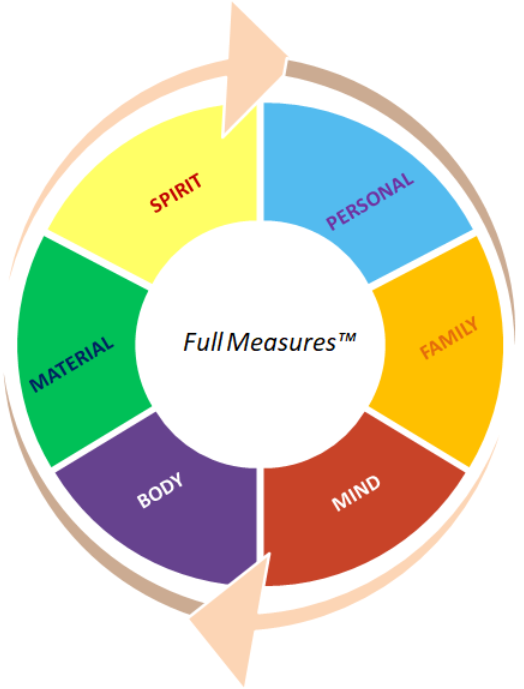 SPIRIT
PERSONAL
FAMILY
MIND
BODY
MATERIAL
Full Measures™